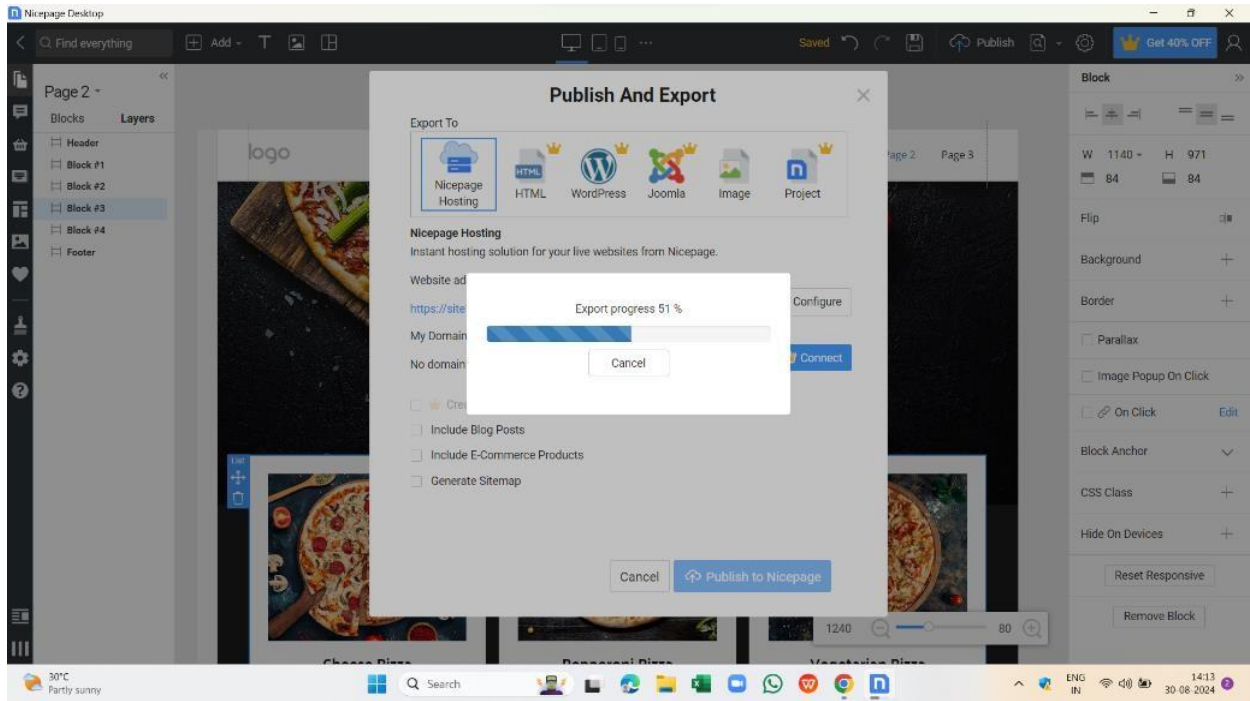 Nicepage Desktop
Find everything
Add
T
Saved
Publish
Get 40% OFF
Page 2
Blocks Layers
Header
Block #1
Block #2
Block #3
Block #4
Footer
logo
Page 2 Page 3
List
Publish And Export
Export To
Nicepage Hosting
HTML
HTML
WordPress
Joomla
Image
Project
Nicepage Hosting
Instant hosting solution for your live websites from Nicepage.
Website ad
https://site
Configure
My Domain
No domain
Connect
Export progress 51 %
Cancel
Crea
Include Blog Posts
Include E-Commerce Products
Generate Sitemap
Cancel
Publish to Nicepage
1240
80
Cheese Pizza
Pepperoni Pizza
Vegetarian Pizza
Block
W 1140 H 971
84 84
Flip
Background
Border
Parallax
Image Popup On Click
On Click Edit
Block Anchor
CSS Class
Hide On Devices
Reset Responsive
Remove Block
30°C
Partly sunny
Search
ENG
IN
14:13
30-08-2024
2